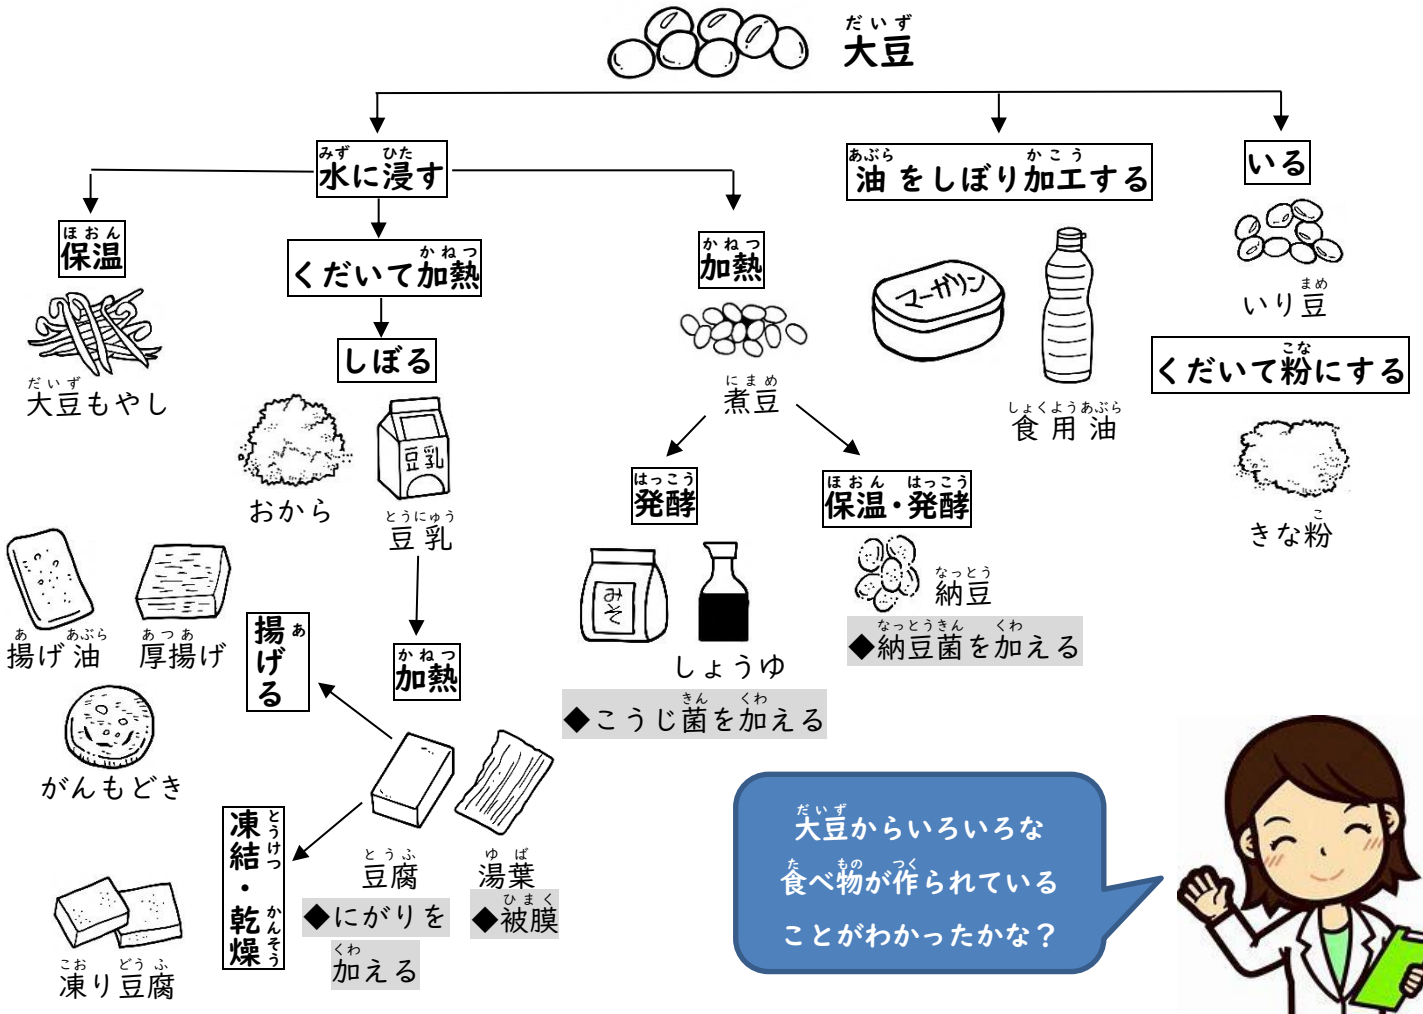 だいず
大豆
みず ひた
水に浸す
あぶら かこう
油をしぼり加工する
いる
ほおん
保温
かねつ
くだいて加熱
かねつ
加熱
マーガリン
まめ
いり豆
しぼる
こな
くだいて粉にする
だいず
大豆もやし
にまめ
煮豆
しょくようあぶら
食用油
豆乳
おから
とうにゅう
豆乳
はっこう
発酵
ほおん はっこう
保温・発酵
こ
きな粉
みそ
なっとう
納豆
なっとうきん くわ
◆納豆菌を加える
しょうゆ
きん くわ
◆こうじ菌を加える
あ あぶら
揚げ油
あつあ
厚揚げ
あ
揚げる
かねつ
加熱
がんもどき
とうけつ かんそう
凍結・乾燥
とうふ
豆腐
◆にがりを
くわ
加える
ゆば
湯葉
ひまく
◆被膜
こお どうふ
凍り豆腐
だいず
大豆からいろいろな
た もの つく
食べ物が作られている
ことがわかったかな？